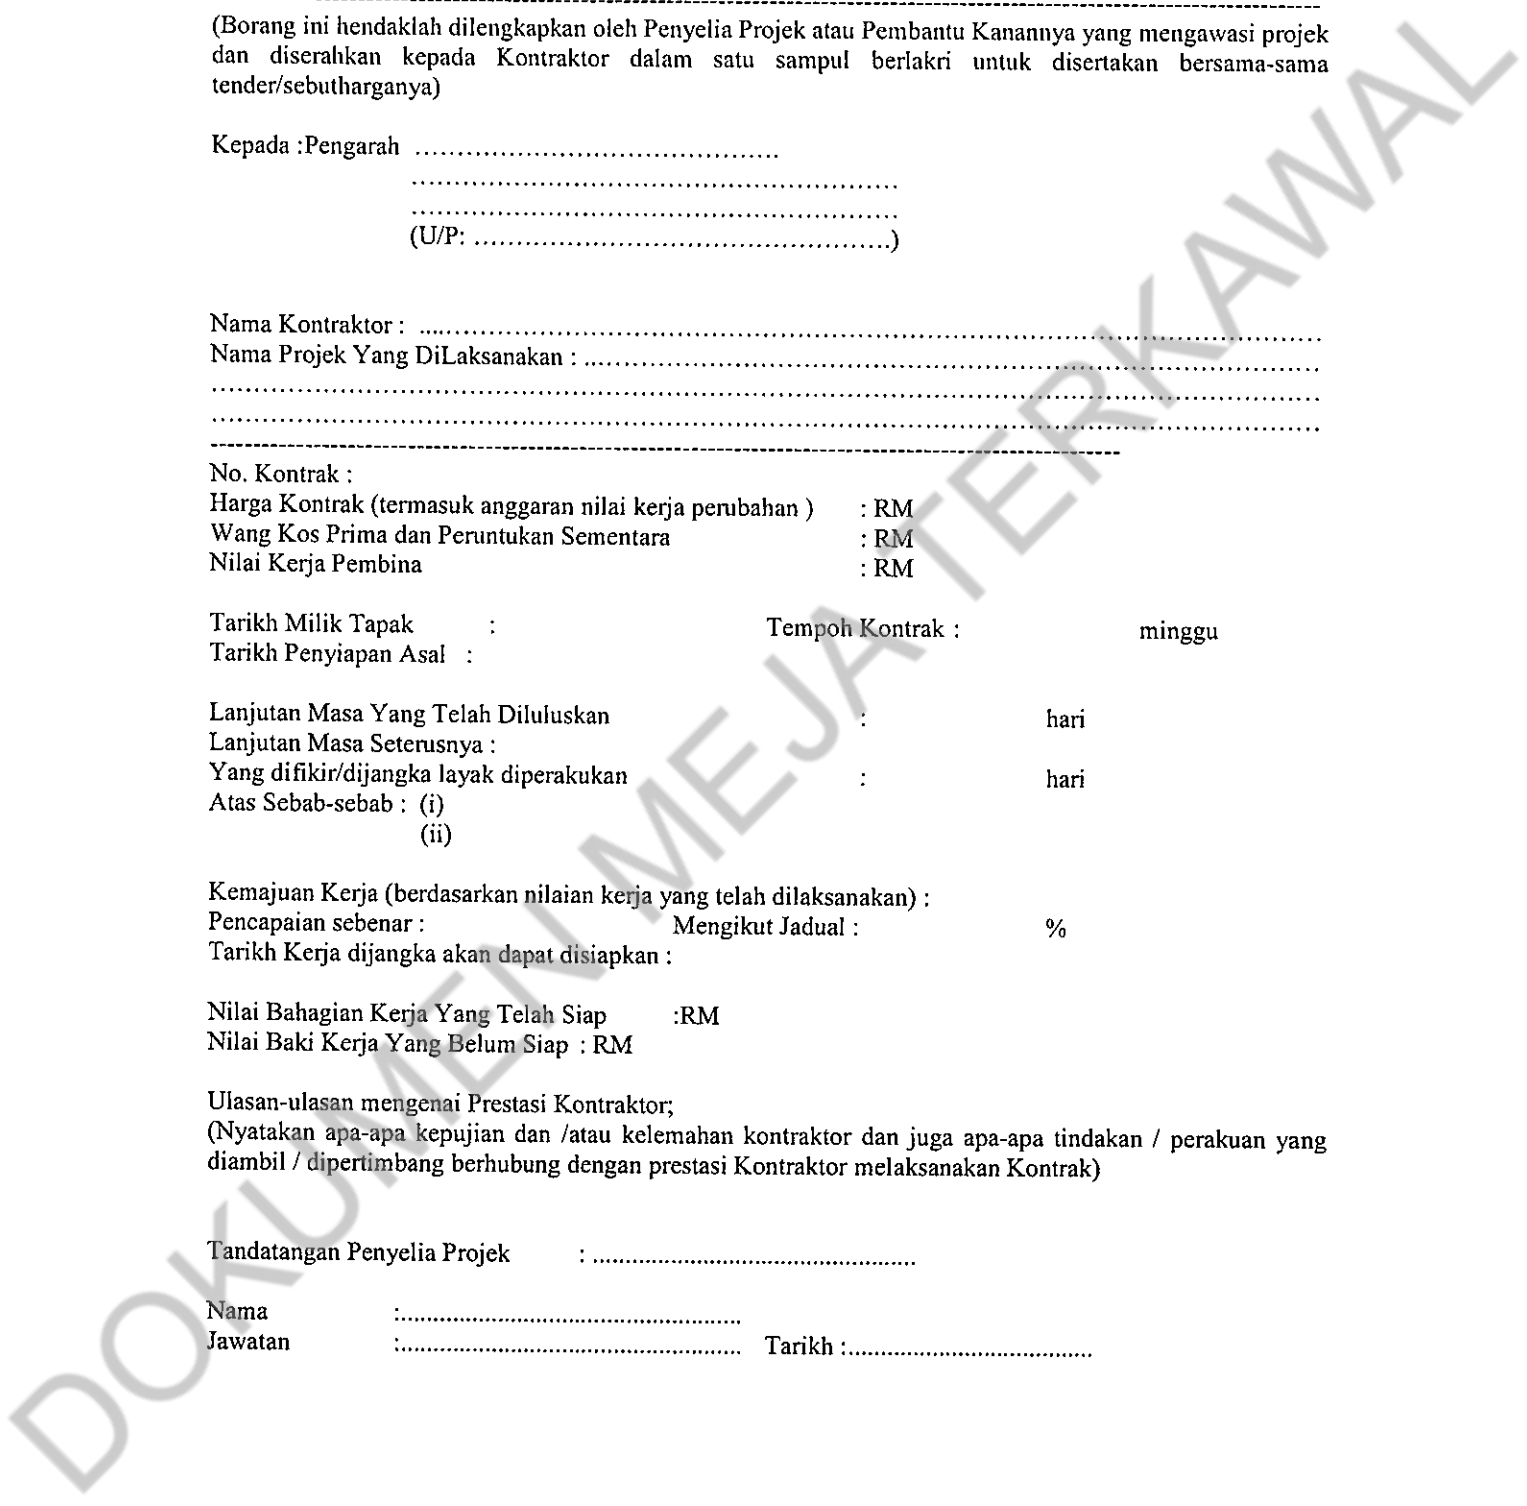 (Borang ini hendaklah dilengkapkan oleh Penyelia Projek atau Pembantu Kanannya yang mengawasi projek
dan diserahkan kepada Kontraktor dalam satu sampul berlakri untuk disertakan bersama-sama
tender/sebutharganya)
Kepada :Pengarah ...........................................
.........................................................
.........................................................
(U/P: .................................................)
Nama Kontraktor : ..........................................................................................................
Nama Projek Yang DiLaksanakan : ......................................................................................
...................................................................................................................................
...................................................................................................................................
No. Kontrak :
Harga Kontrak (termasuk anggaran nilai kerja perubahan ) : RM
Wang Kos Prima dan Peruntukan Sementara : RM
Nilai Kerja Pembina : RM
Tarikh Milik Tapak : Tempoh Kontrak : minggu
Tarikh Penyiapan Asal :
Lanjutan Masa Yang Telah Diluluskan : hari
Lanjutan Masa Seterusnya :
Yang difikir/dijangka layak diperakukan : hari
Atas Sebab-sebab : (i)
(ii)
Kemajuan Kerja (berdasarkan nilaian kerja yang telah dilaksanakan) :
Pencapaian sebenar : Mengikut Jadual : %
Tarikh Kerja dijangka akan dapat disiapkan :
Nilai Bahagian Kerja Yang Telah Siap :RM
Nilai Baki Kerja Yang Belum Siap : RM
Ulasan-ulasan mengenai Prestasi Kontraktor;
(Nyatakan apa-apa kepujian dan /atau kelemahan kontraktor dan juga apa-apa tindakan / perakuan yang
diambil / dipertimbang berhubung dengan prestasi Kontraktor melaksanakan Kontrak)
Tandatangan Penyelia Projek : .................................................
Nama :....................................................
Jawatan :.................................................... Tarikh :.....................................
DOKUMEN MEJA TERKAWAL